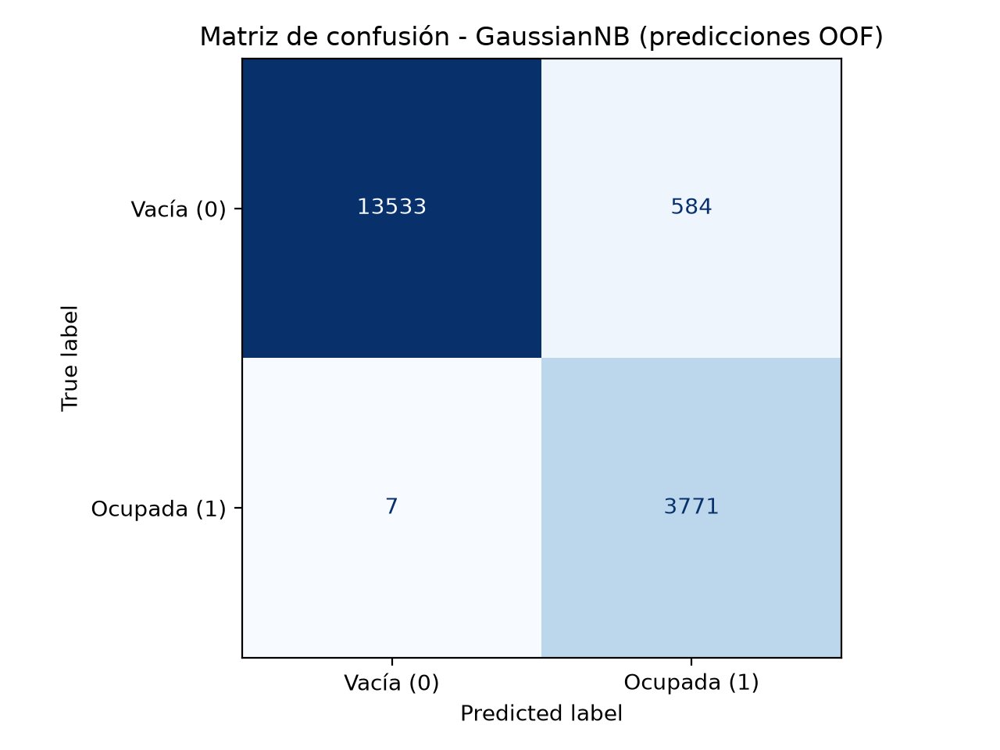 Matriz de confusión - GaussianNB (predicciones OOF)
True label
Vacía (0)
13533
584
Ocupada (1)
7
3771
Vacía (0)
Ocupada (1)
Predicted label